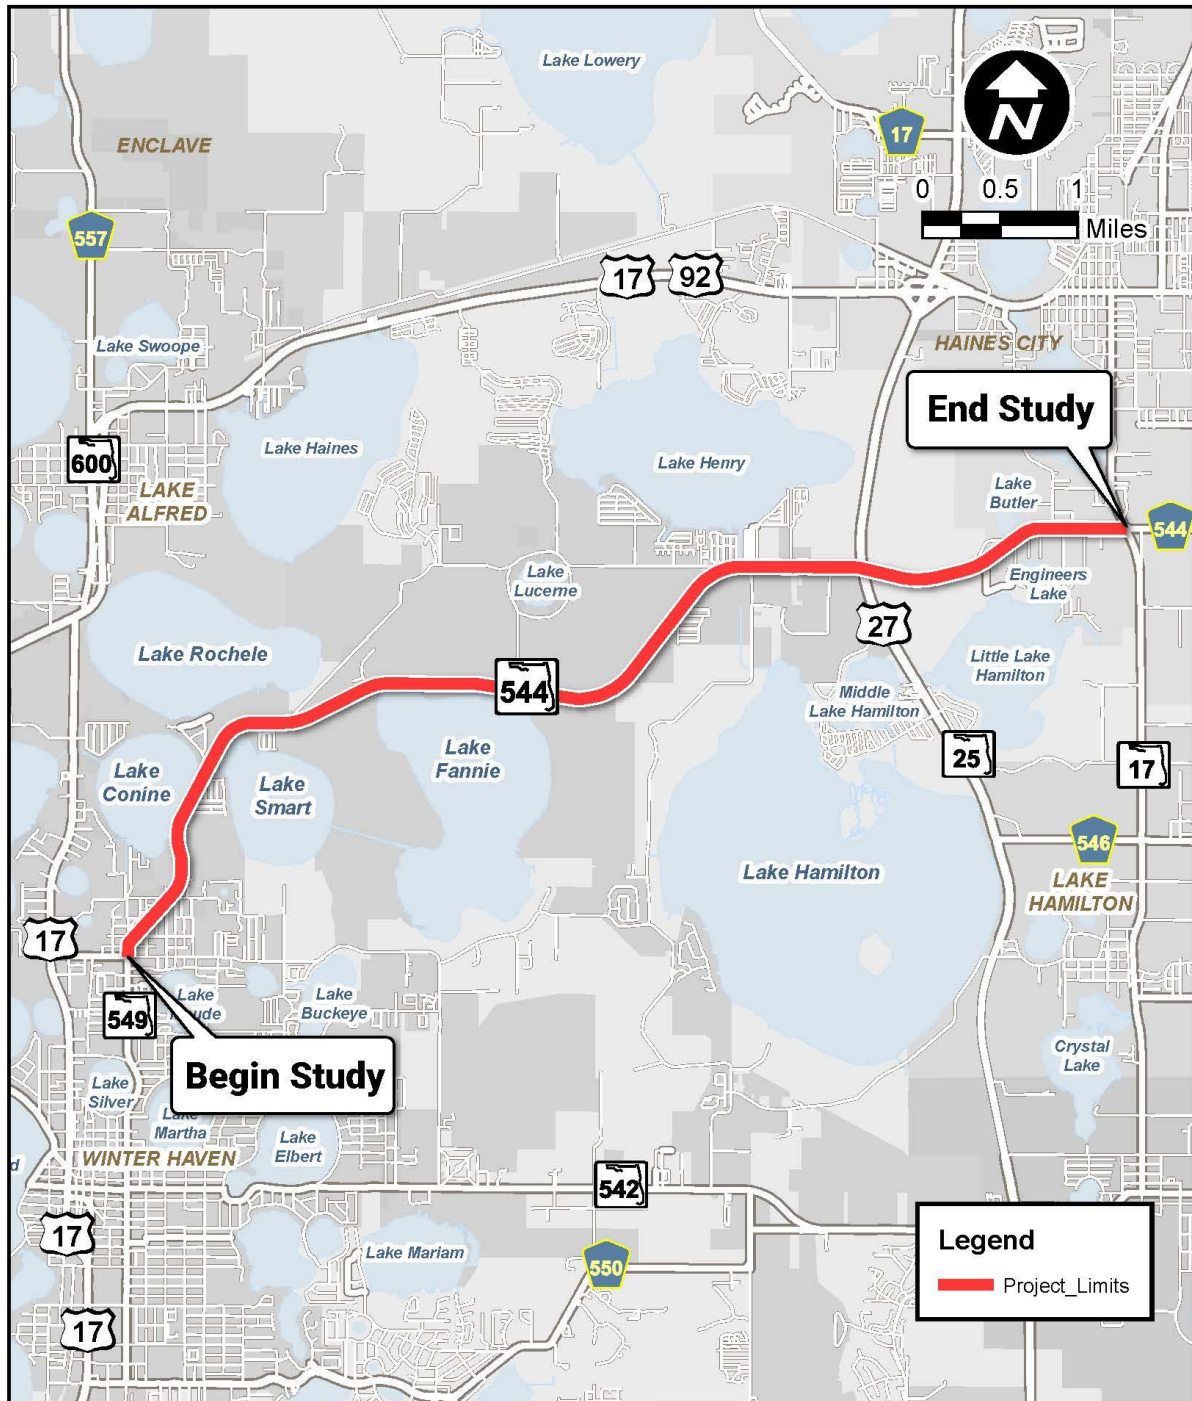 Lake Lowery
17
N
ENCLAVE
0 0.5 1
Miles
557
17 92
Lake Swoope
HAINES CITY
End Study
600
Lake Haines
Lake Henry
LAKE
ALFRED
Lake
Butler
544
Lake
Lucerne
Engineers
Lake
27
Lake Rochele
Little Lake
Hamilton
544
Middle
Lake Hamilton
Lake
Fannie
25
17
Lake
Conine
Lake
Smart
546
Lake Hamilton
LAKE
HAMILTON
17
Lake
Lake
Buckeye
549
Begin Study
Crystal
Lake
Lake
Silver
Lake
Martha
Lake
Elbert
WINTER HAVEN
542
17
Lake Mariam
550
Legend
Project_Limits
17